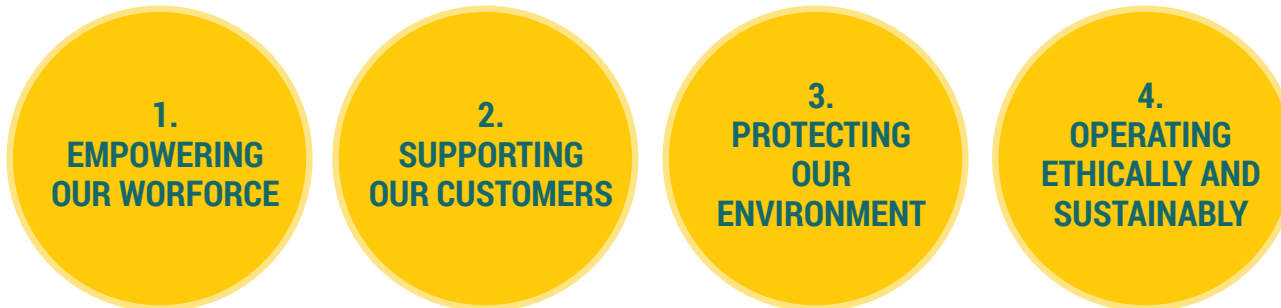 1.
EMPOWERING
OUR WORFORCE
2.
SUPPORTING
OUR CUSTOMERS
3.
PROTECTING
OUR
ENVIRONMENT
4.
OPERATING
ETHICALLY AND
SUSTAINABLY